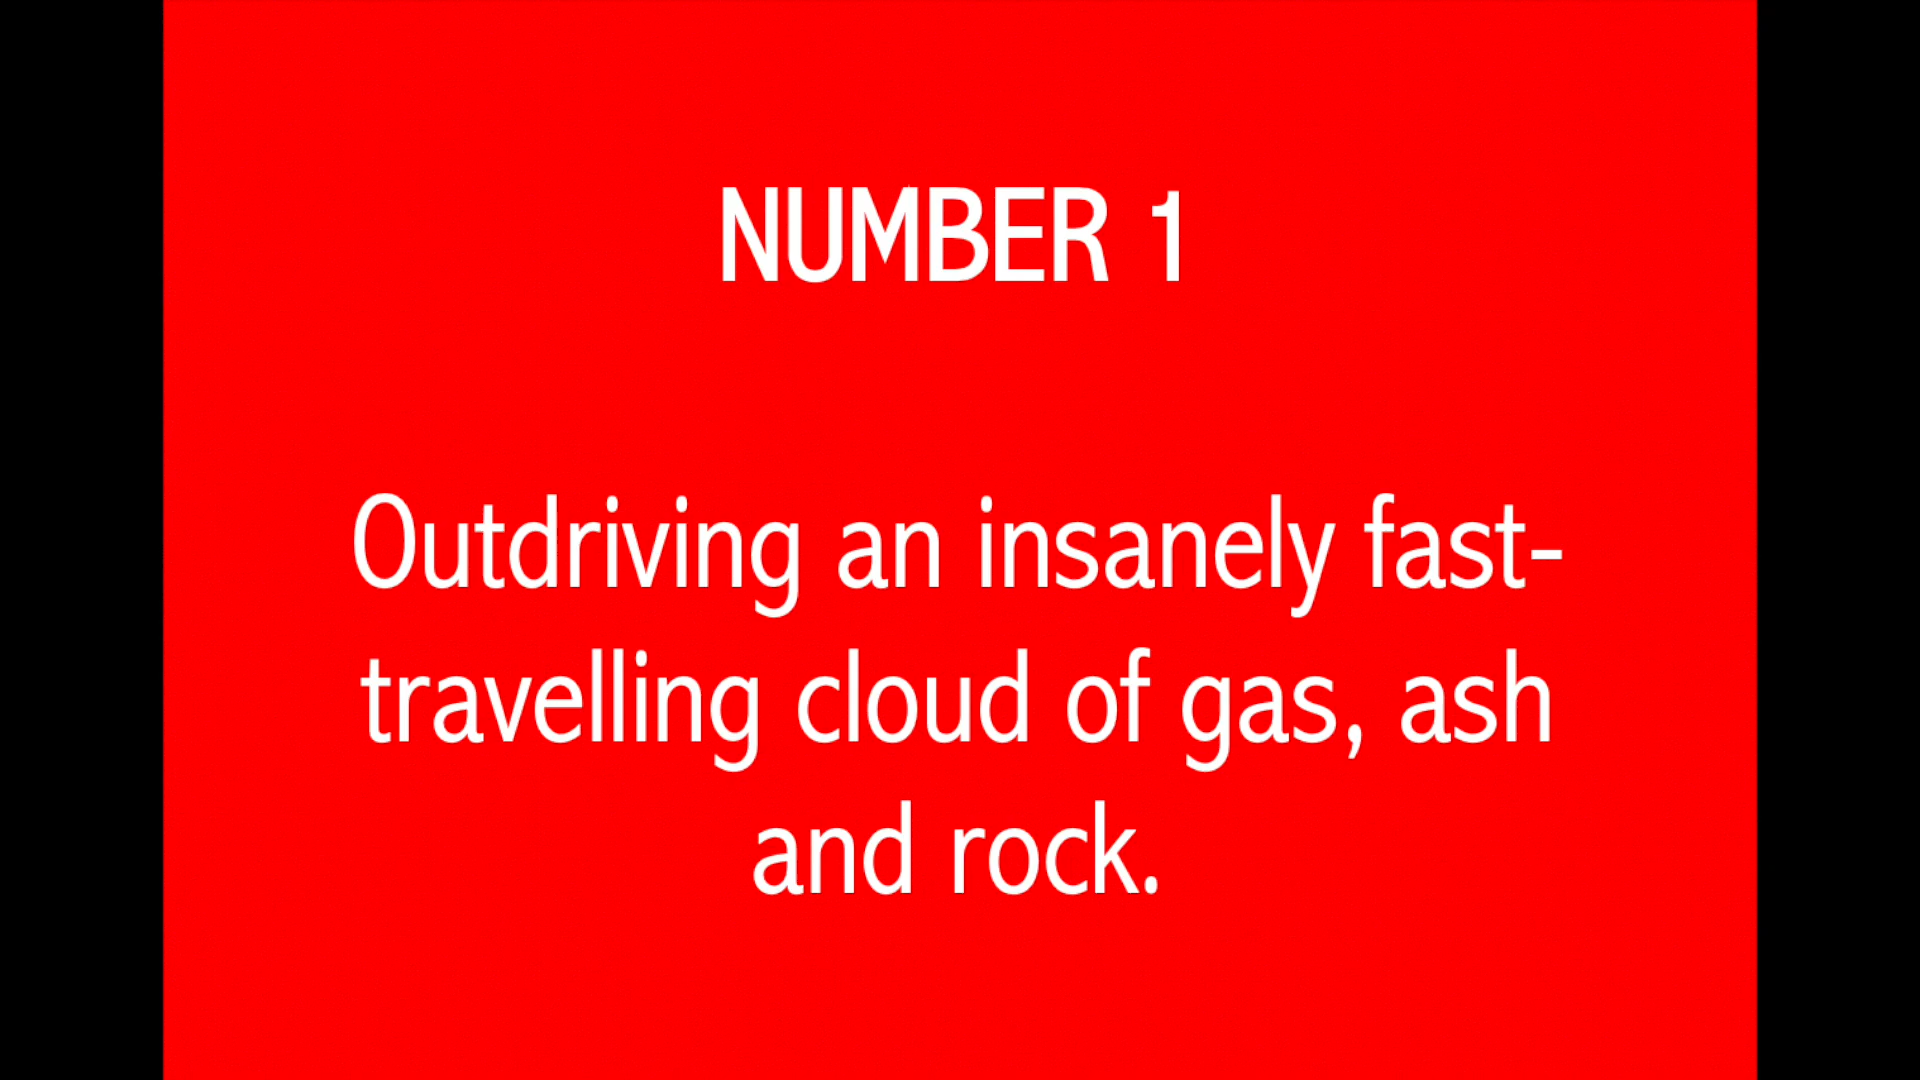 NUMBER 1
Outdriving an insanely fast-
travelling cloud of gas, ash
and rock.